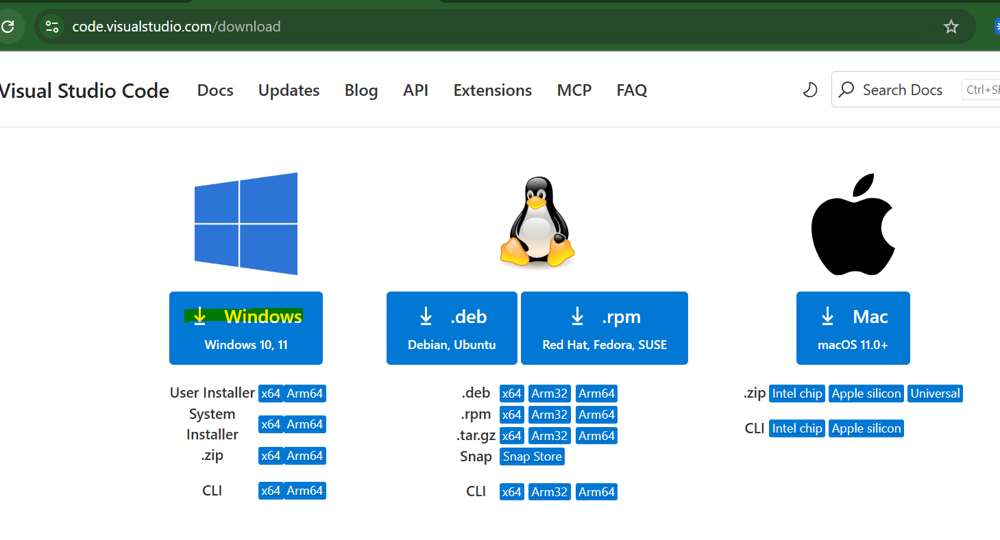 code.visualstudio.com/download
Visual Studio Code Docs Updates Blog API Extensions MCP FAQ Search Docs Ctrl+Sh
Windows
Windows 10, 11
.deb
Debian, Ubuntu
.rpm
Red Hat, Fedora, SUSE
Mac
macOS 11.0+
User Installer x64 Arm64
System
Installer x64 Arm64
.zip x64 Arm64
CLI x64 Arm64
.deb x64 Arm32 Arm64
.rpm x64 Arm32 Arm64
.tar.gz x64 Arm32 Arm64
Snap Snap Store
CLI x64 Arm32 Arm64
.zip Intel chip Apple silicon Universal
CLI Intel chip Apple silicon